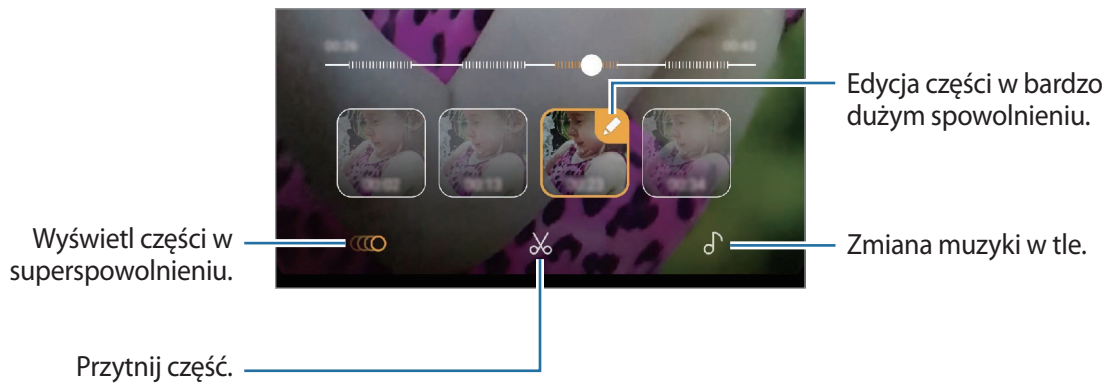 Edycja części w bardzo
dużym spowolnieniu.
Wyświetl części w
superspowolnieniu.
Zmiana muzyki w tle.
Przytnij część.